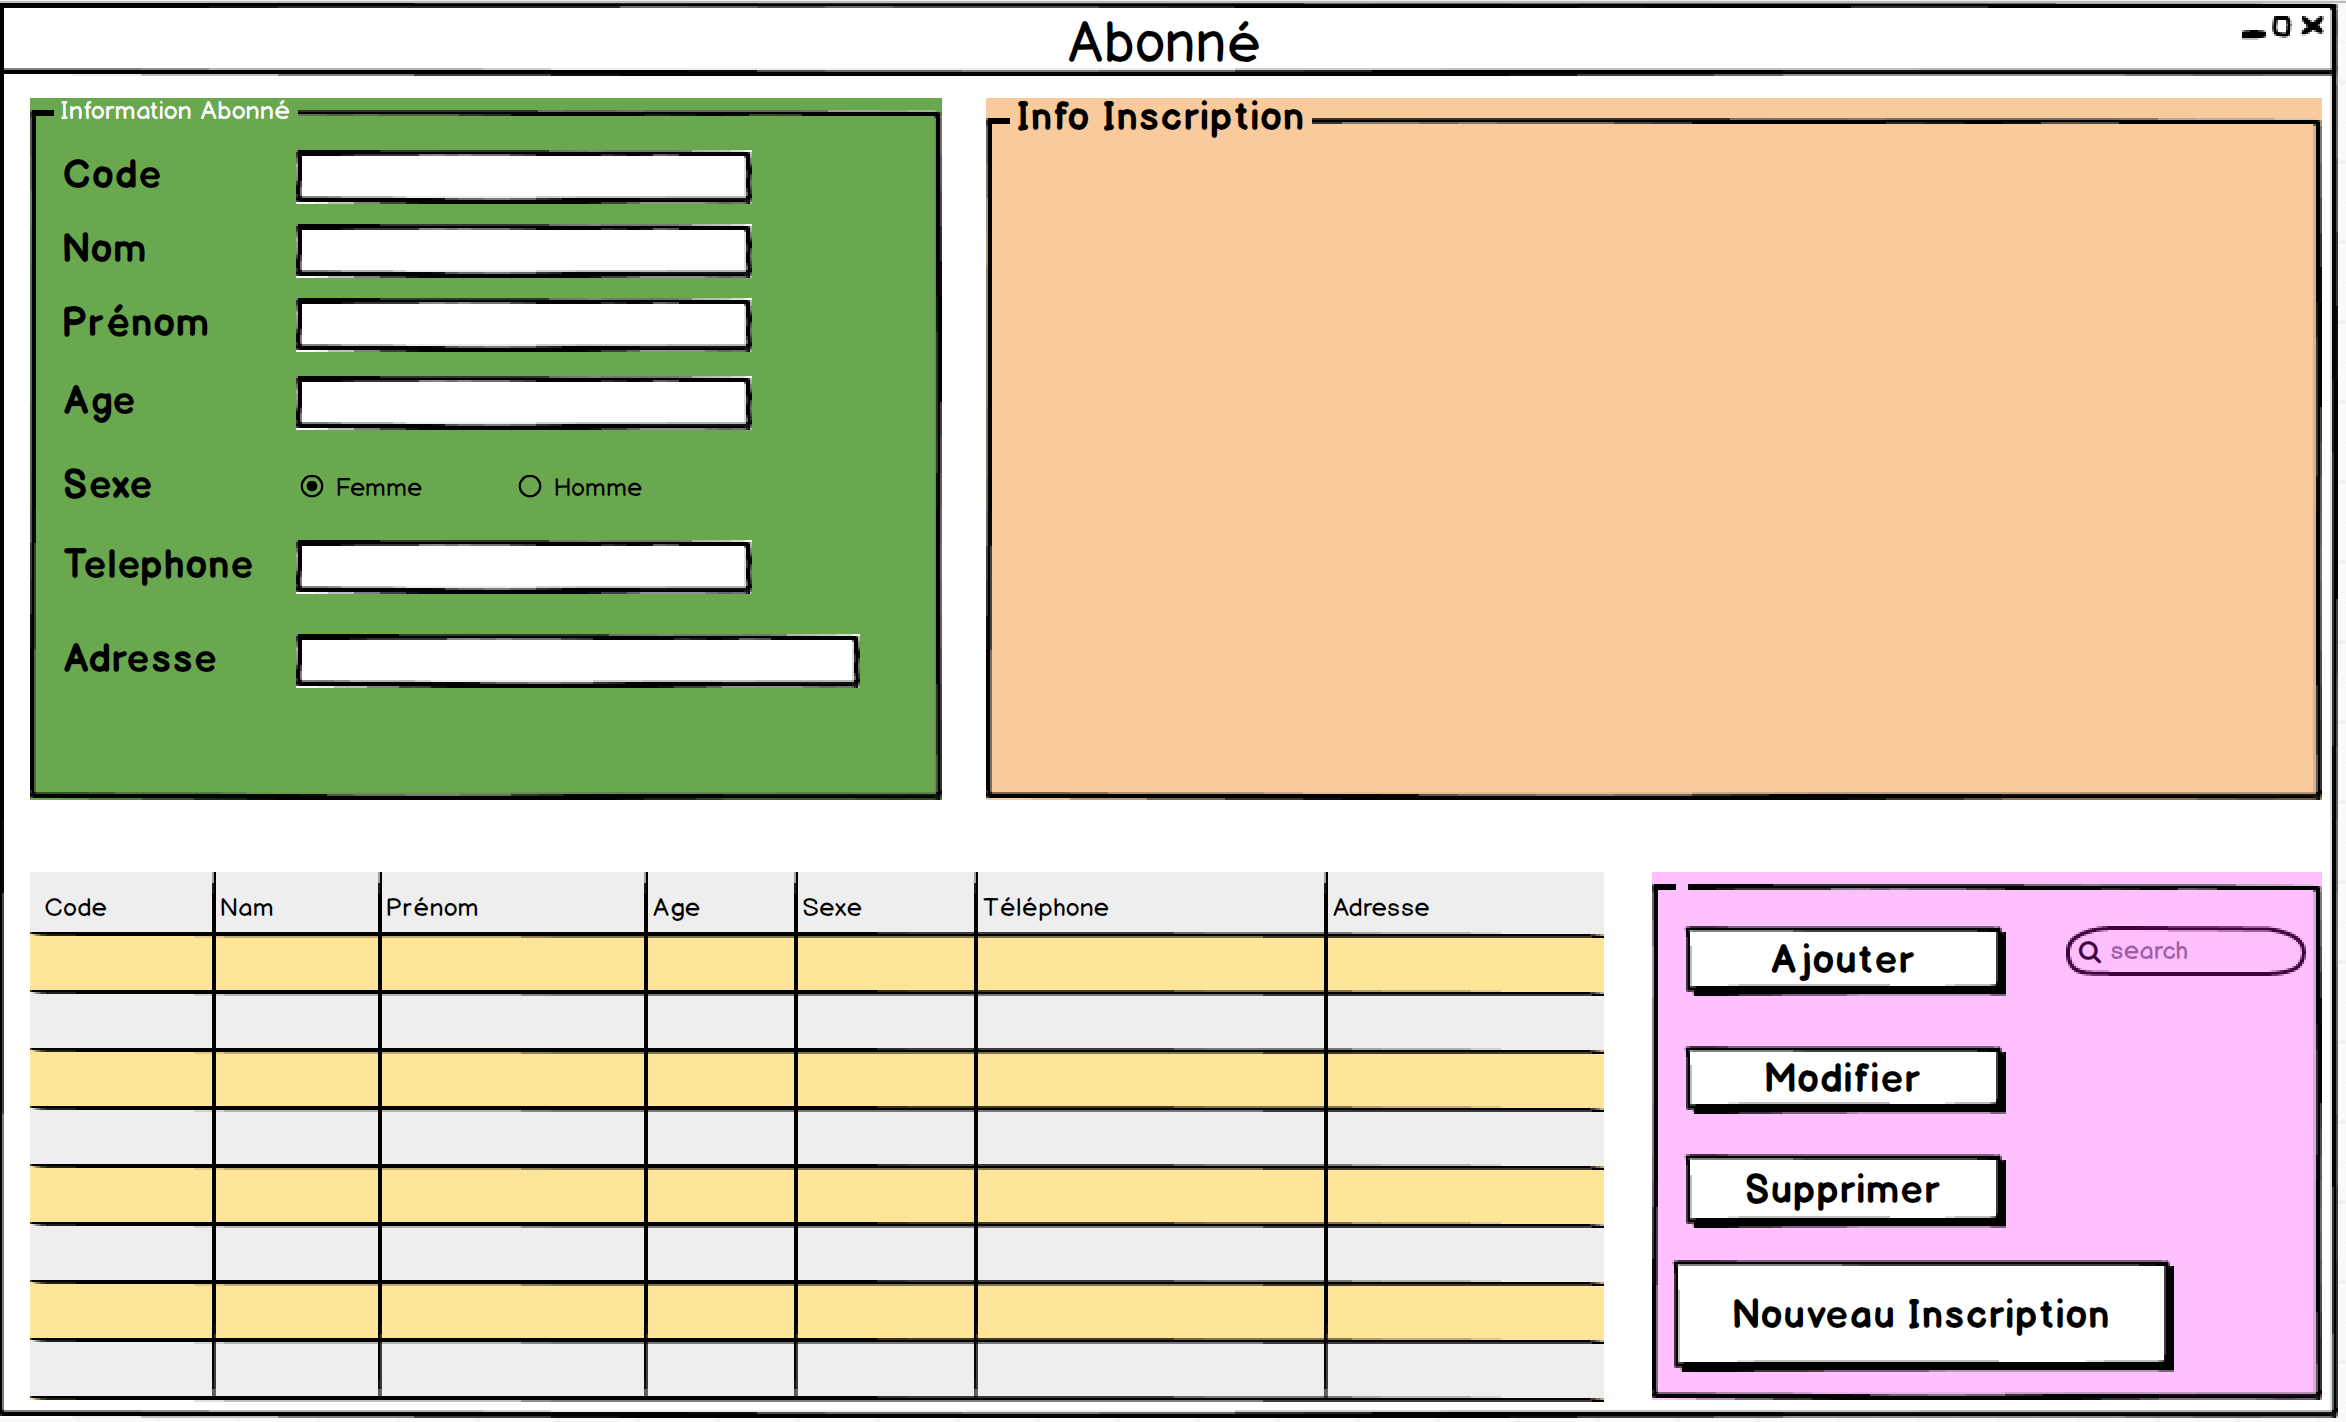 Abonné
Information Abonné
Code
Nom
Prénom
Age
Sexe
Femme Homme
Telephone
Adresse
Info Inscription
Code Nam Prénom Age Sexe Téléphone Adresse
Ajouter
search
Modifier
Supprimer
Nouveau Inscription